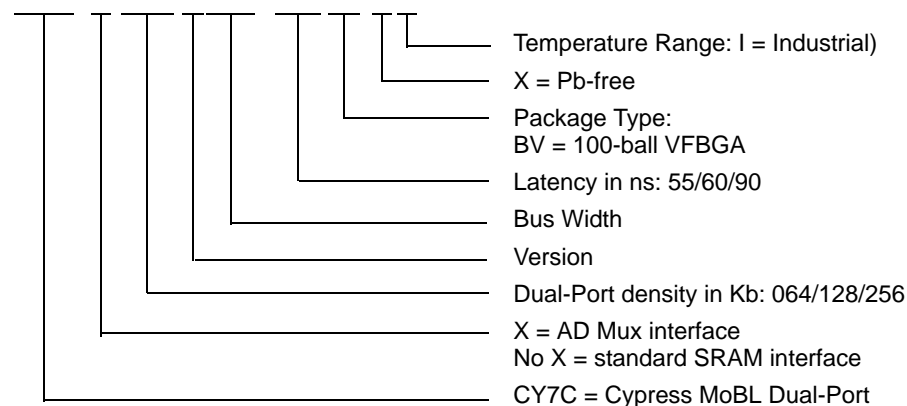 Temperature Range: I = Industrial)
X = Pb-free
Package Type:
BV = 100-ball VFBGA
Latency in ns: 55/60/90
Bus Width
Version
Dual-Port density in Kb: 064/128/256
X = AD Mux interface
No X = standard SRAM interface
CY7C = Cypress MoBL Dual-Port